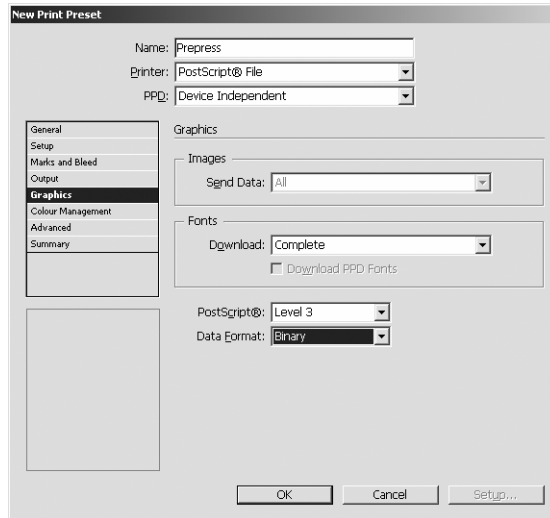 New Print Preset
Name: Prepress
Printer: PostScript® File
PPD: Device Independent
General
Setup
Marks and Bleed
Output
Graphics
Colour Management
Advanced
Summary
Graphics
Images
Send Data: All
Fonts
Download: Complete
Download PPD Fonts
PostScript®: Level 3
Data Format: Binary
OK
Cancel
Setup...